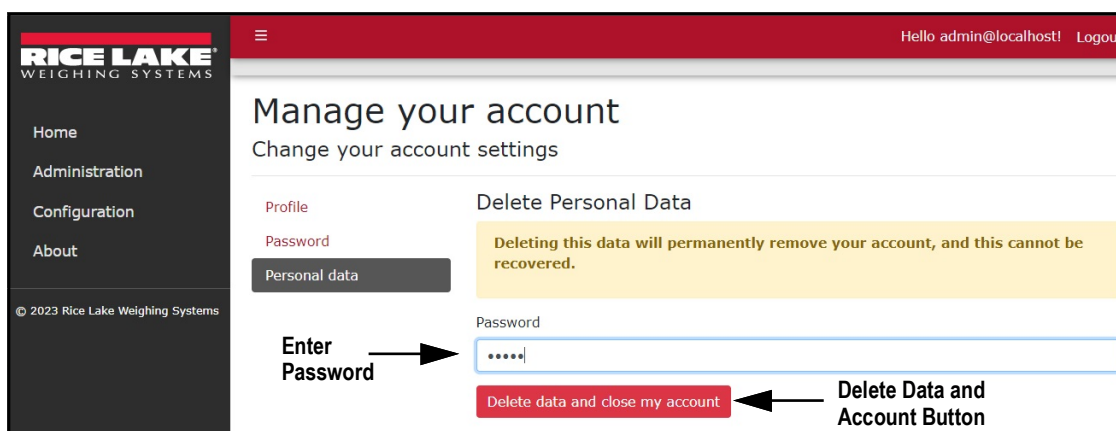 RICE LAKE®
WEIGHING SYSTEMS
Home
Administration
Configuration
About
© 2023 Rice Lake Weighing Systems
≡
Hello admin@localhost! Logou
Manage your account
Change your account settings
Profile
Password
Personal data
Delete Personal Data
Deleting this data will permanently remove your account, and this cannot be
recovered.
Password
Enter
Password
•••••
Delete data and close my account
Delete Data and
Account Button